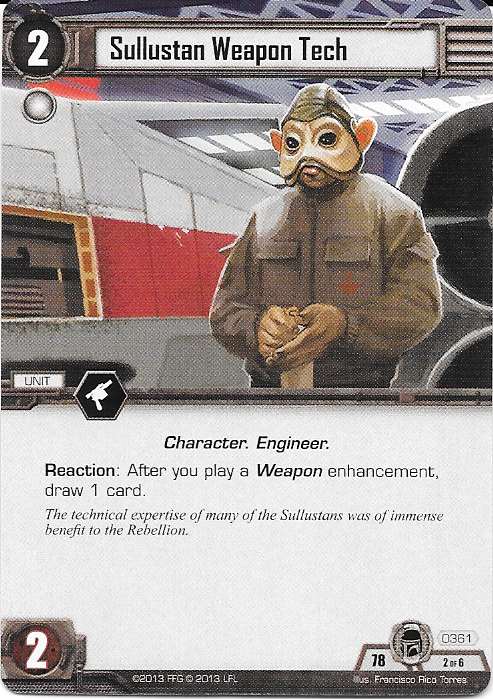 2
Sullustan Weapon Tech
UNIT
Character. Engineer.
Reaction: After you play a Weapon enhancement,
draw 1 card.
The technical expertise of many of the Sullustans was of immense
benefit to the Rebellion.
2
78
0361
2 OF 6
©2013 FFG © 2013 LFL
Illus. Francisco Rico Torres